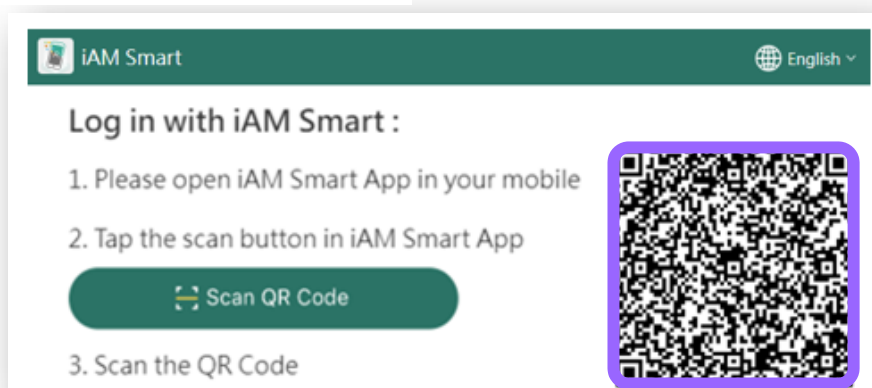 iAM Smart
English
Log in with iAM Smart :
1. Please open iAM Smart App in your mobile
2. Tap the scan button in iAM Smart App
Scan QR Code
3. Scan the QR Code